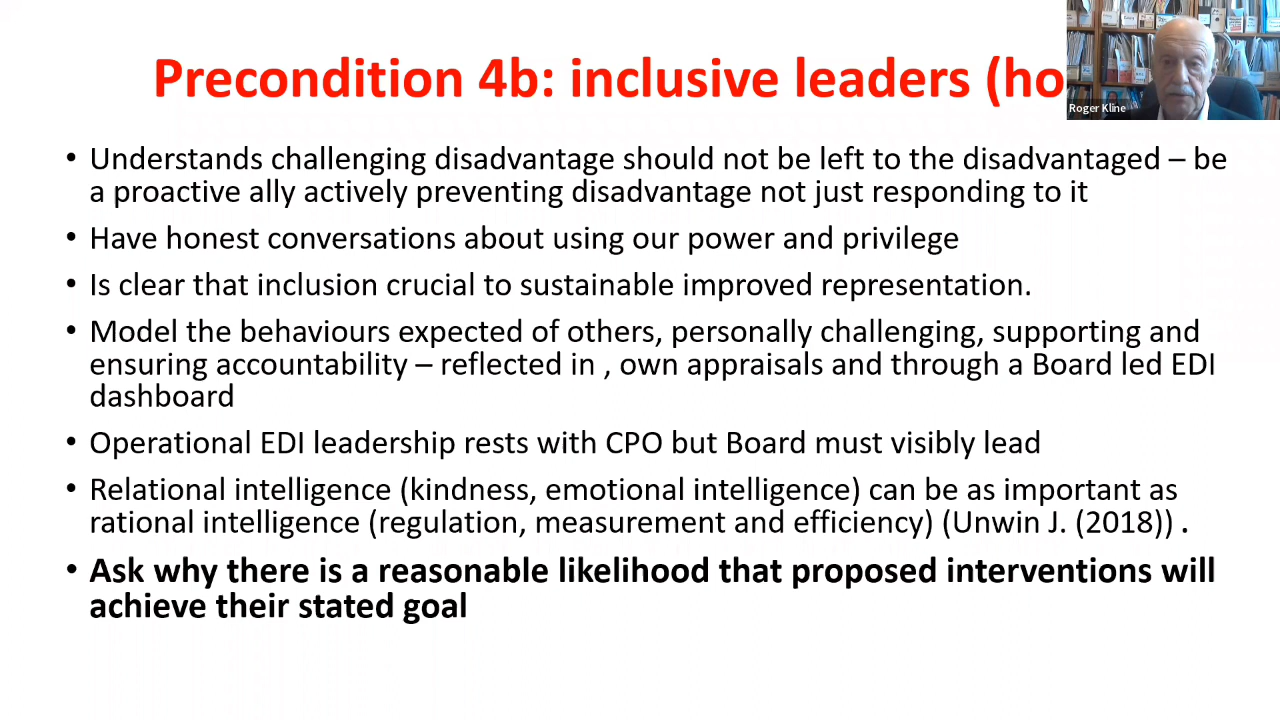 Precondition 4b: inclusive leaders (ho
Roger Kline
• Understands challenging disadvantage should not be left to the disadvantaged – be
a proactive ally actively preventing disadvantage not just responding to it
• Have honest conversations about using our power and privilege
• Is clear that inclusion crucial to sustainable improved representation.
• Model the behaviours expected of others, personally challenging, supporting and
ensuring accountability – reflected in , own appraisals and through a Board led EDI
dashboard
• Operational EDI leadership rests with CPO but Board must visibly lead
• Relational intelligence (kindness, emotional intelligence) can be as important as
rational intelligence (regulation, measurement and efficiency) (Unwin J. (2018)) .
• Ask why there is a reasonable likelihood that proposed interventions will
achieve their stated goal